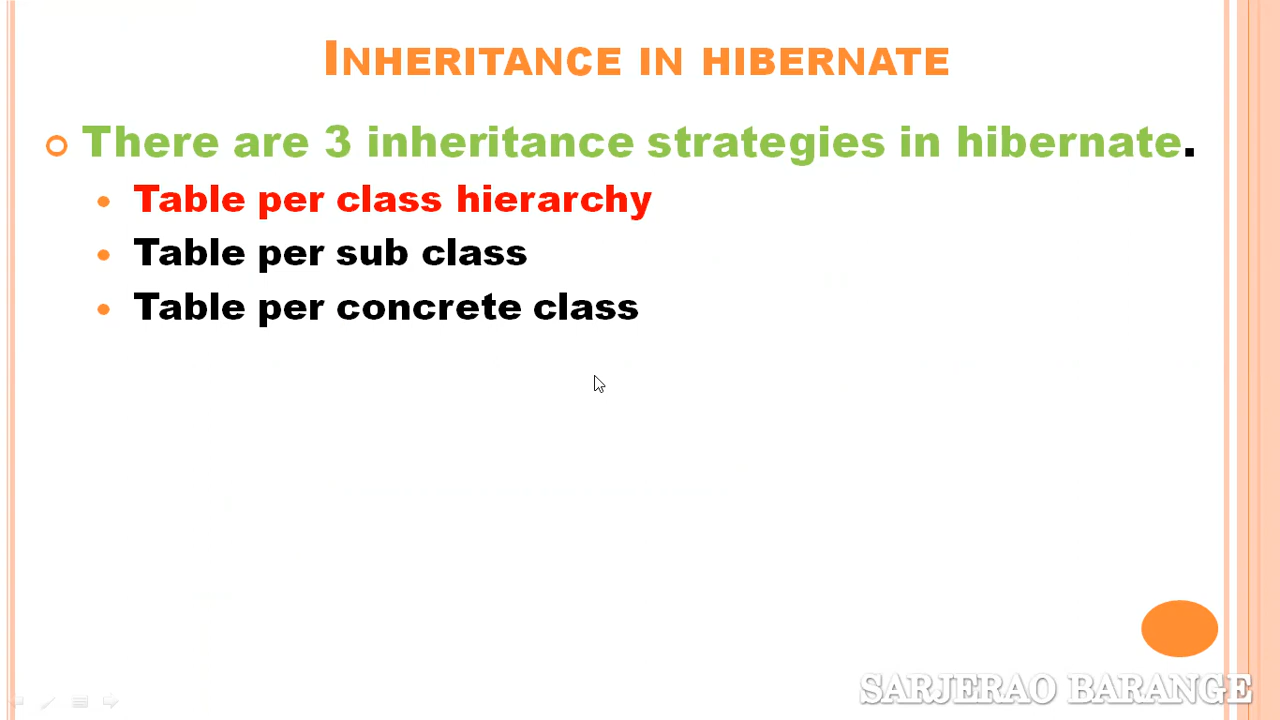 INHERITANCE IN HIBERNATE
There are 3 inheritance strategies in hibernate.
Table per class hierarchy
Table per sub class
Table per concrete class
SARJERAO BARANGE